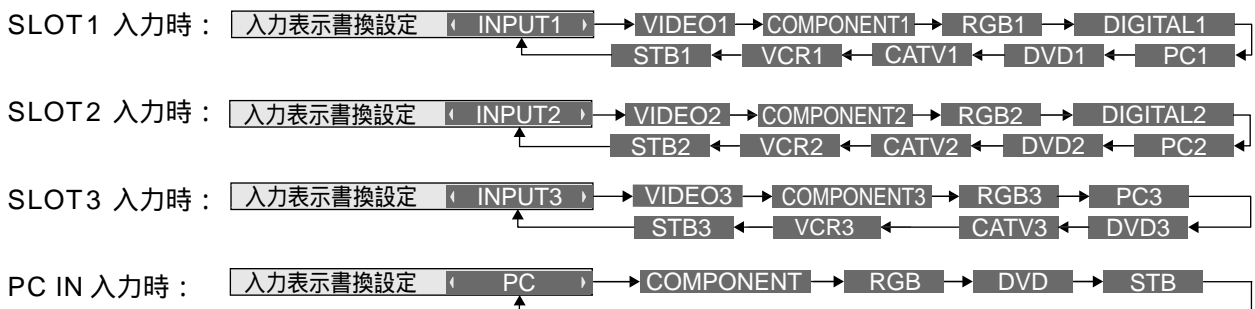 SLOT1 入力時： 入力表示書換設定 INPUT1 VIDEO1 COMPONENT1 RGB1 DIGITAL1
STB1 VCR1 CATV1 DVD1 PC1
SLOT2 入力時： 入力表示書換設定 INPUT2 VIDEO2 COMPONENT2 RGB2 DIGITAL2
STB2 VCR2 CATV2 DVD2 PC2
SLOT3 入力時： 入力表示書換設定 INPUT3 VIDEO3 COMPONENT3 RGB3 PC3
STB3 VCR3 CATV3 DVD3
PC IN 入力時： 入力表示書換設定 PC COMPONENT RGB DVD STB